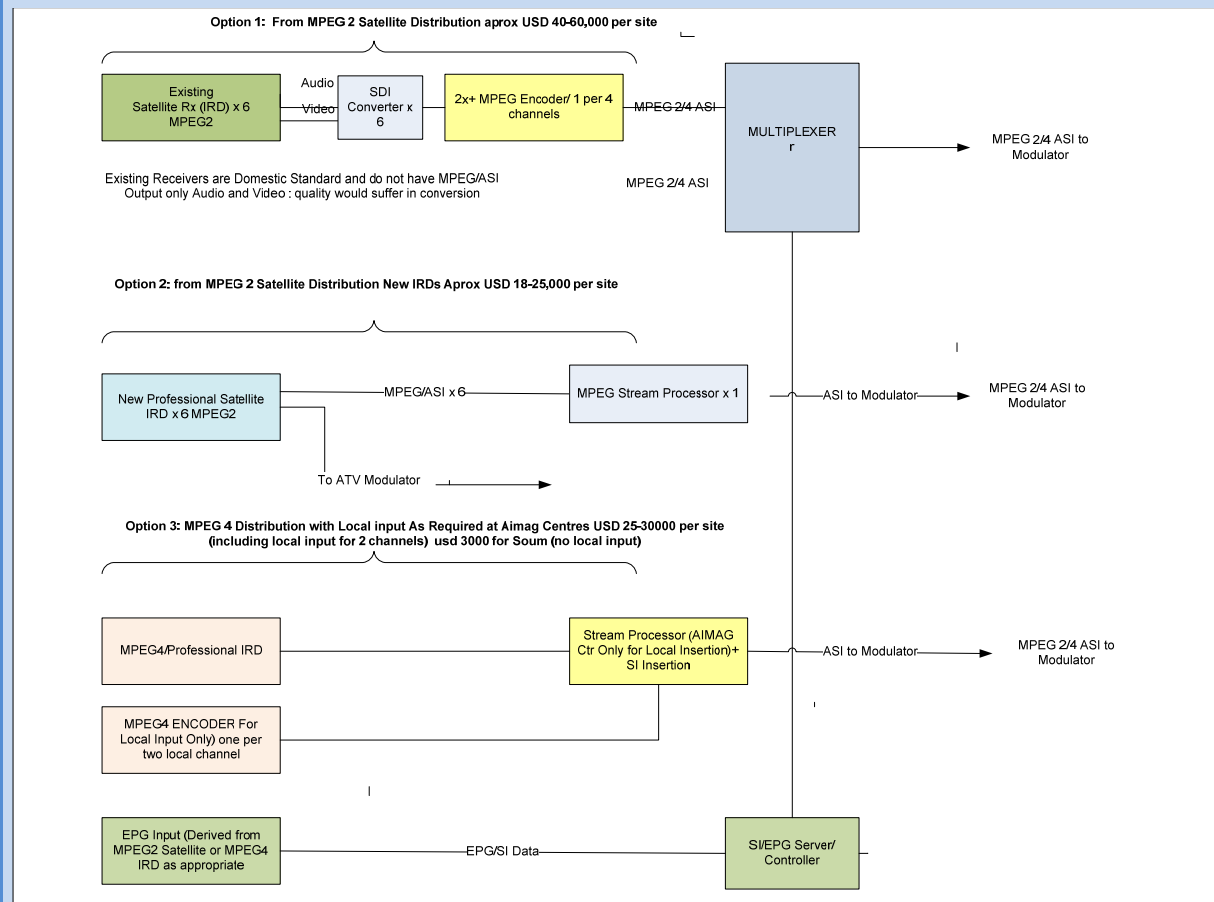 Option 1:  From MPEG 2 Satellite Distribution aprox USD 40-60,000 per site
Existing
Satellite Rx (IRD) x 6
MPEG2
Audio
Video
SDI
Converter x
6
2x+ MPEG Encoder/ 1 per 4
channels
MPEG 2/4 ASI
MULTIPLEXER
r
MPEG 2/4 ASI to
Modulator
Existing Receivers are Domestic Standard and do not have MPEG/ASI
Output only Audio and Video : quality would suffer in conversion
MPEG 2/4 ASI
Option 2: from MPEG 2 Satellite Distribution New IRDs Aprox USD 18-25,000 per site
New Professional Satellite
IRD x 6 MPEG2
MPEG/ASI x 6
MPEG Stream Processor x 1
ASI to Modulator
MPEG 2/4 ASI to
Modulator
To ATV Modulator
Option 3: MPEG 4 Distribution with Local input As Required at Aimag Centres USD 25-30000 per site
(including local input for 2 channels)  usd 3000 for Soum (no local input)
MPEG4/Professional IRD
Stream Processor (AIMAG
Ctr Only for Local Insertion)+
SI Insertion
ASI to Modulator
MPEG 2/4 ASI to
Modulator
MPEG4 ENCODER For
Local Input Only) one per
two local channel
EPG Input (Derived from
MPEG2 Satellite or MPEG4
IRD as appropriate
EPG/SI Data
SI/EPG Server/
Controller